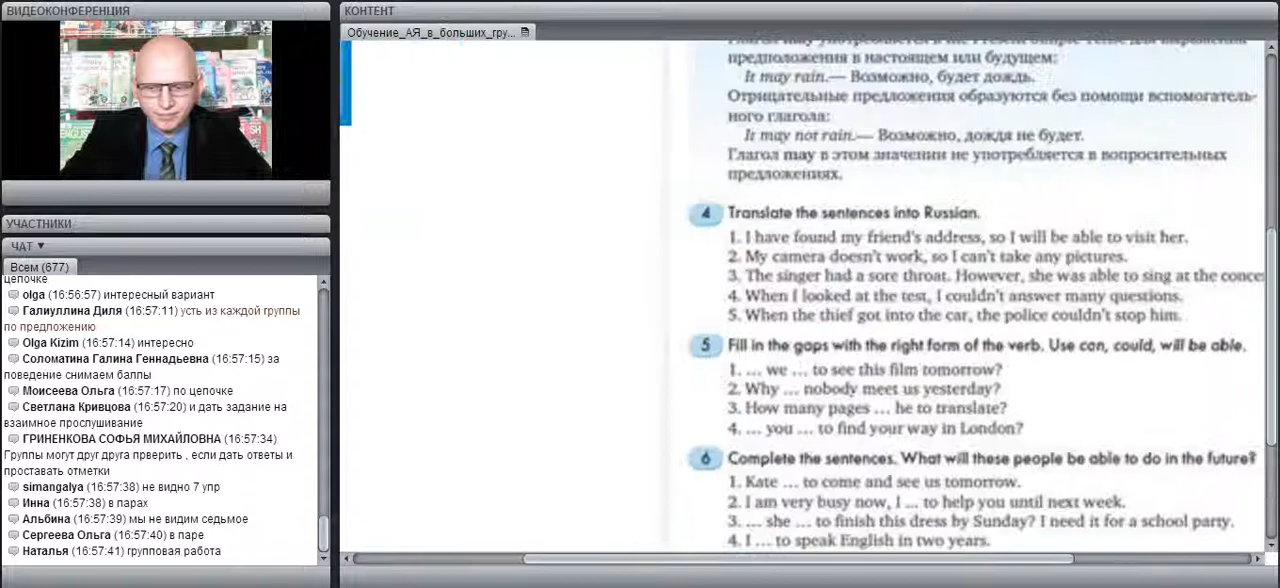 ВИДЕОКОНФЕРЕНЦИЯ
УЧАСТНИКИ
ЧАТ ▼
Всем (677)
цепочке
olga (16:56:57) интересный вариант
Галиуллина Диля (16:57:11) усть из каждой группы
по предложению
Olga Kizim (16:57:14) интересно
Соломатина Галина Геннадьевна (16:57:15) за
поведение снимаем баллы
Моисеева Ольга (16:57:17) по цепочке
Светлана Кривцова (16:57:20) и дать задание на
взаимное прослушивание
ГРИНЕНКОВА СОФЬЯ МИХАЙЛОВНА (16:57:34)
Группы могут друг друга прверить , если дать ответы и
проставать отметки
simangalya (16:57:38) не видно 7 упр
Инна (16:57:38) в парах
Альбина (16:57:39) мы не видим седьмое
Сергеева Ольга (16:57:40) в паре
Наталья (16:57:41) групповая работа
КОНТЕНТ
Обучение_АЯ_в_больших_гру...
предположения в настоящем или будущем:
It may rain.— Возможно, будет дождь.
Отрицательные предложения образуются без помощи вспомогатель-
ного глагола:
It may not rain.— Возможно, дождя не будет.
Глагол may в этом значении не употребляется в вопросительных
предложениях.
4 Translate the sentences into Russian.
1. I have found my friend's address, so I will be able to visit her.
2. My camera doesn't work, so I can't take any pictures.
3. The singer had a sore throat. However, she was able to sing at the conce
4. When I looked at the test, I couldn't answer many questions.
5. When the thief got into the car, the police couldn't stop him.
5 Fill in the gaps with the right form of the verb. Use can, could, will be able.
1. ... we ... to see this film tomorrow?
2. Why ... nobody meet us yesterday?
3. How many pages ... he to translate?
4. ... you ... to find your way in London?
6 Complete the sentences. What will these people be able to do in the future?
1. Kate ... to come and see us tomorrow.
2. I am very busy now, I ... to help you until next week.
3. ... she ... to finish this dress by Sunday? I need it for a school party.
4. I ... to speak English in two years.